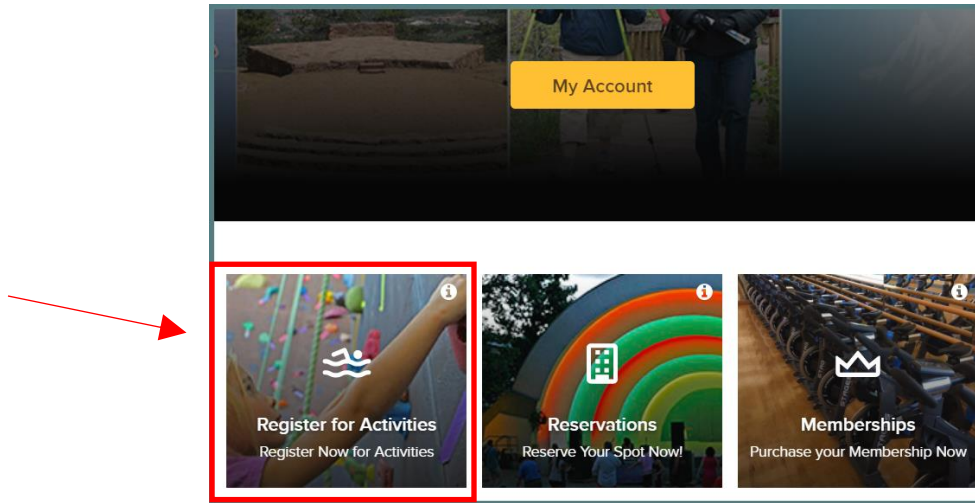 My Account
Register for Activities
Register Now for Activities
Reservations
Reserve Your Spot Now!
Memberships
Purchase your Membership Now